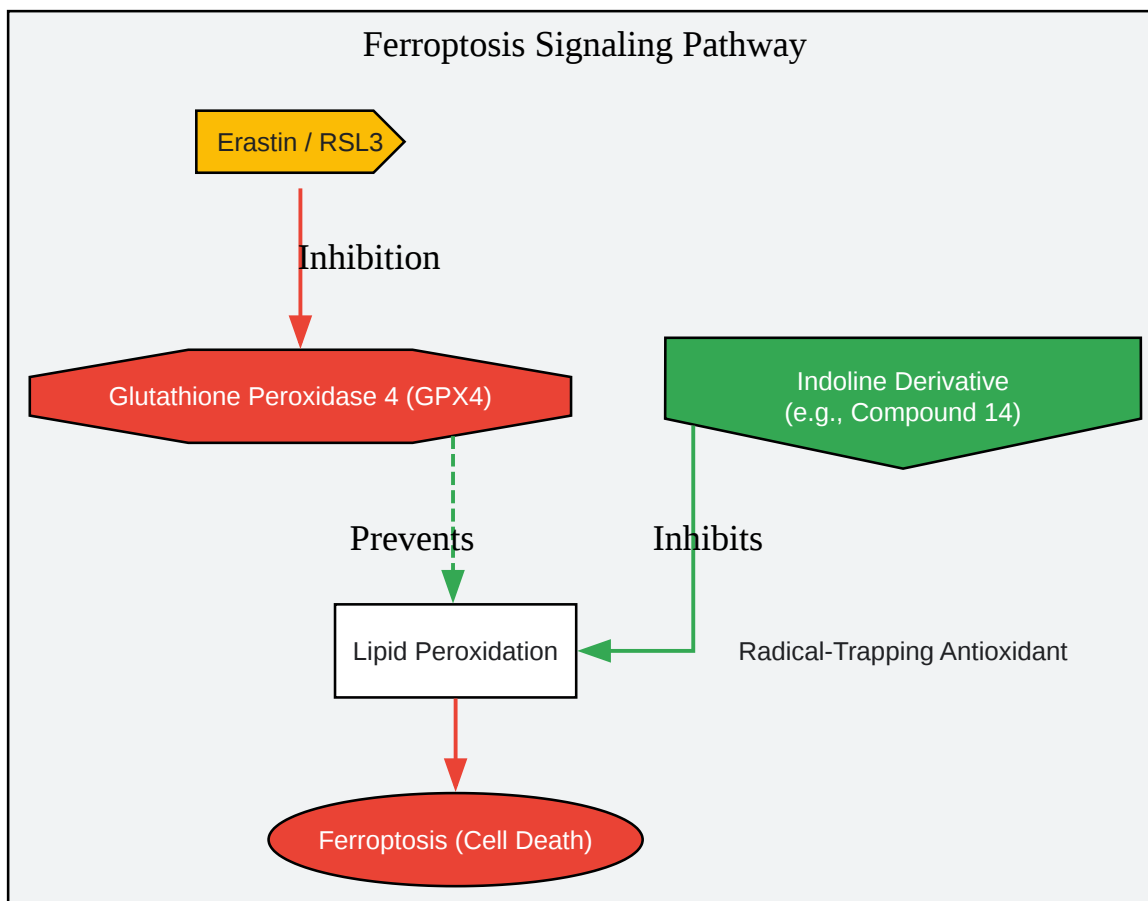 Ferroptosis Signaling Pathway
Erastin / RSL3
Inhibition
Glutathione Peroxidase 4 (GPX4)
Indoline Derivative
(e.g., Compound 14)
Prevents
Inhibits
Lipid Peroxidation
Radical-Trapping Antioxidant
Ferroptosis (Cell Death)